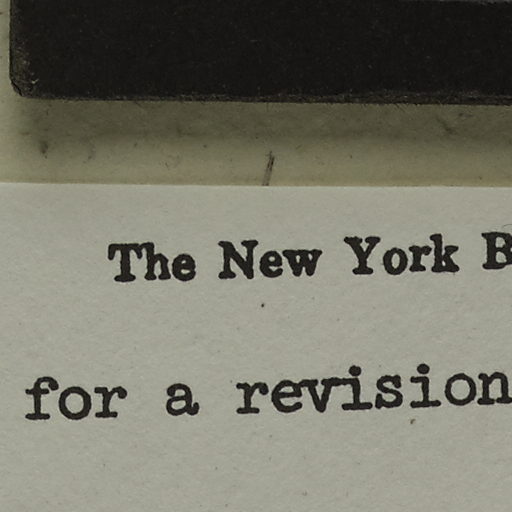 The New York B
for a revision